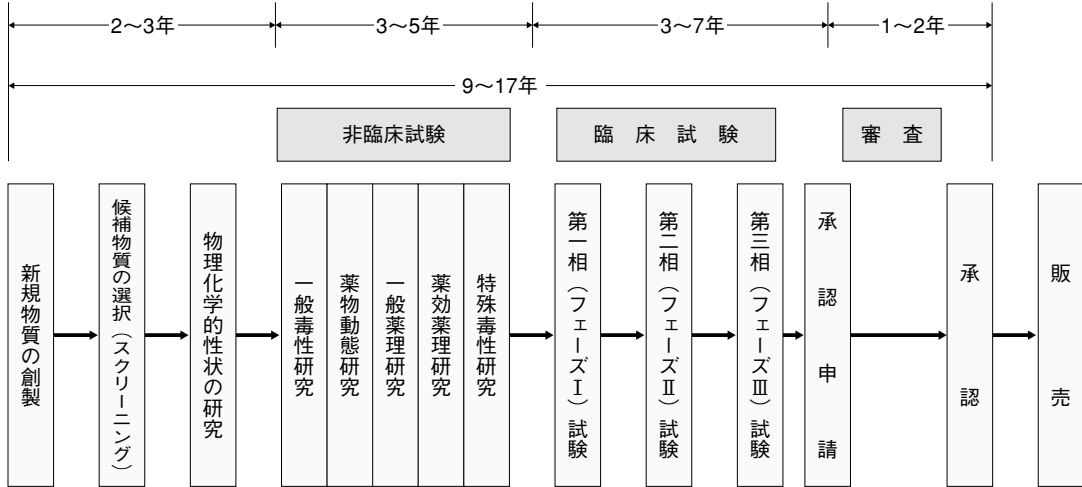 2～3年
3～5年
3～7年
1～2年
9～17年
非臨床試験
臨床試験
審査
新規物質の創製
候補物質の選択（スクリーニング）
物理化学的性状の研究
一般毒性研究
薬物動態研究
一般薬理研究
薬効薬理研究
特殊毒性研究
第一相（フェーズⅠ）試験
第二相（フェーズⅡ）試験
第三相（フェーズⅢ）試験
承認申請
承認
販売